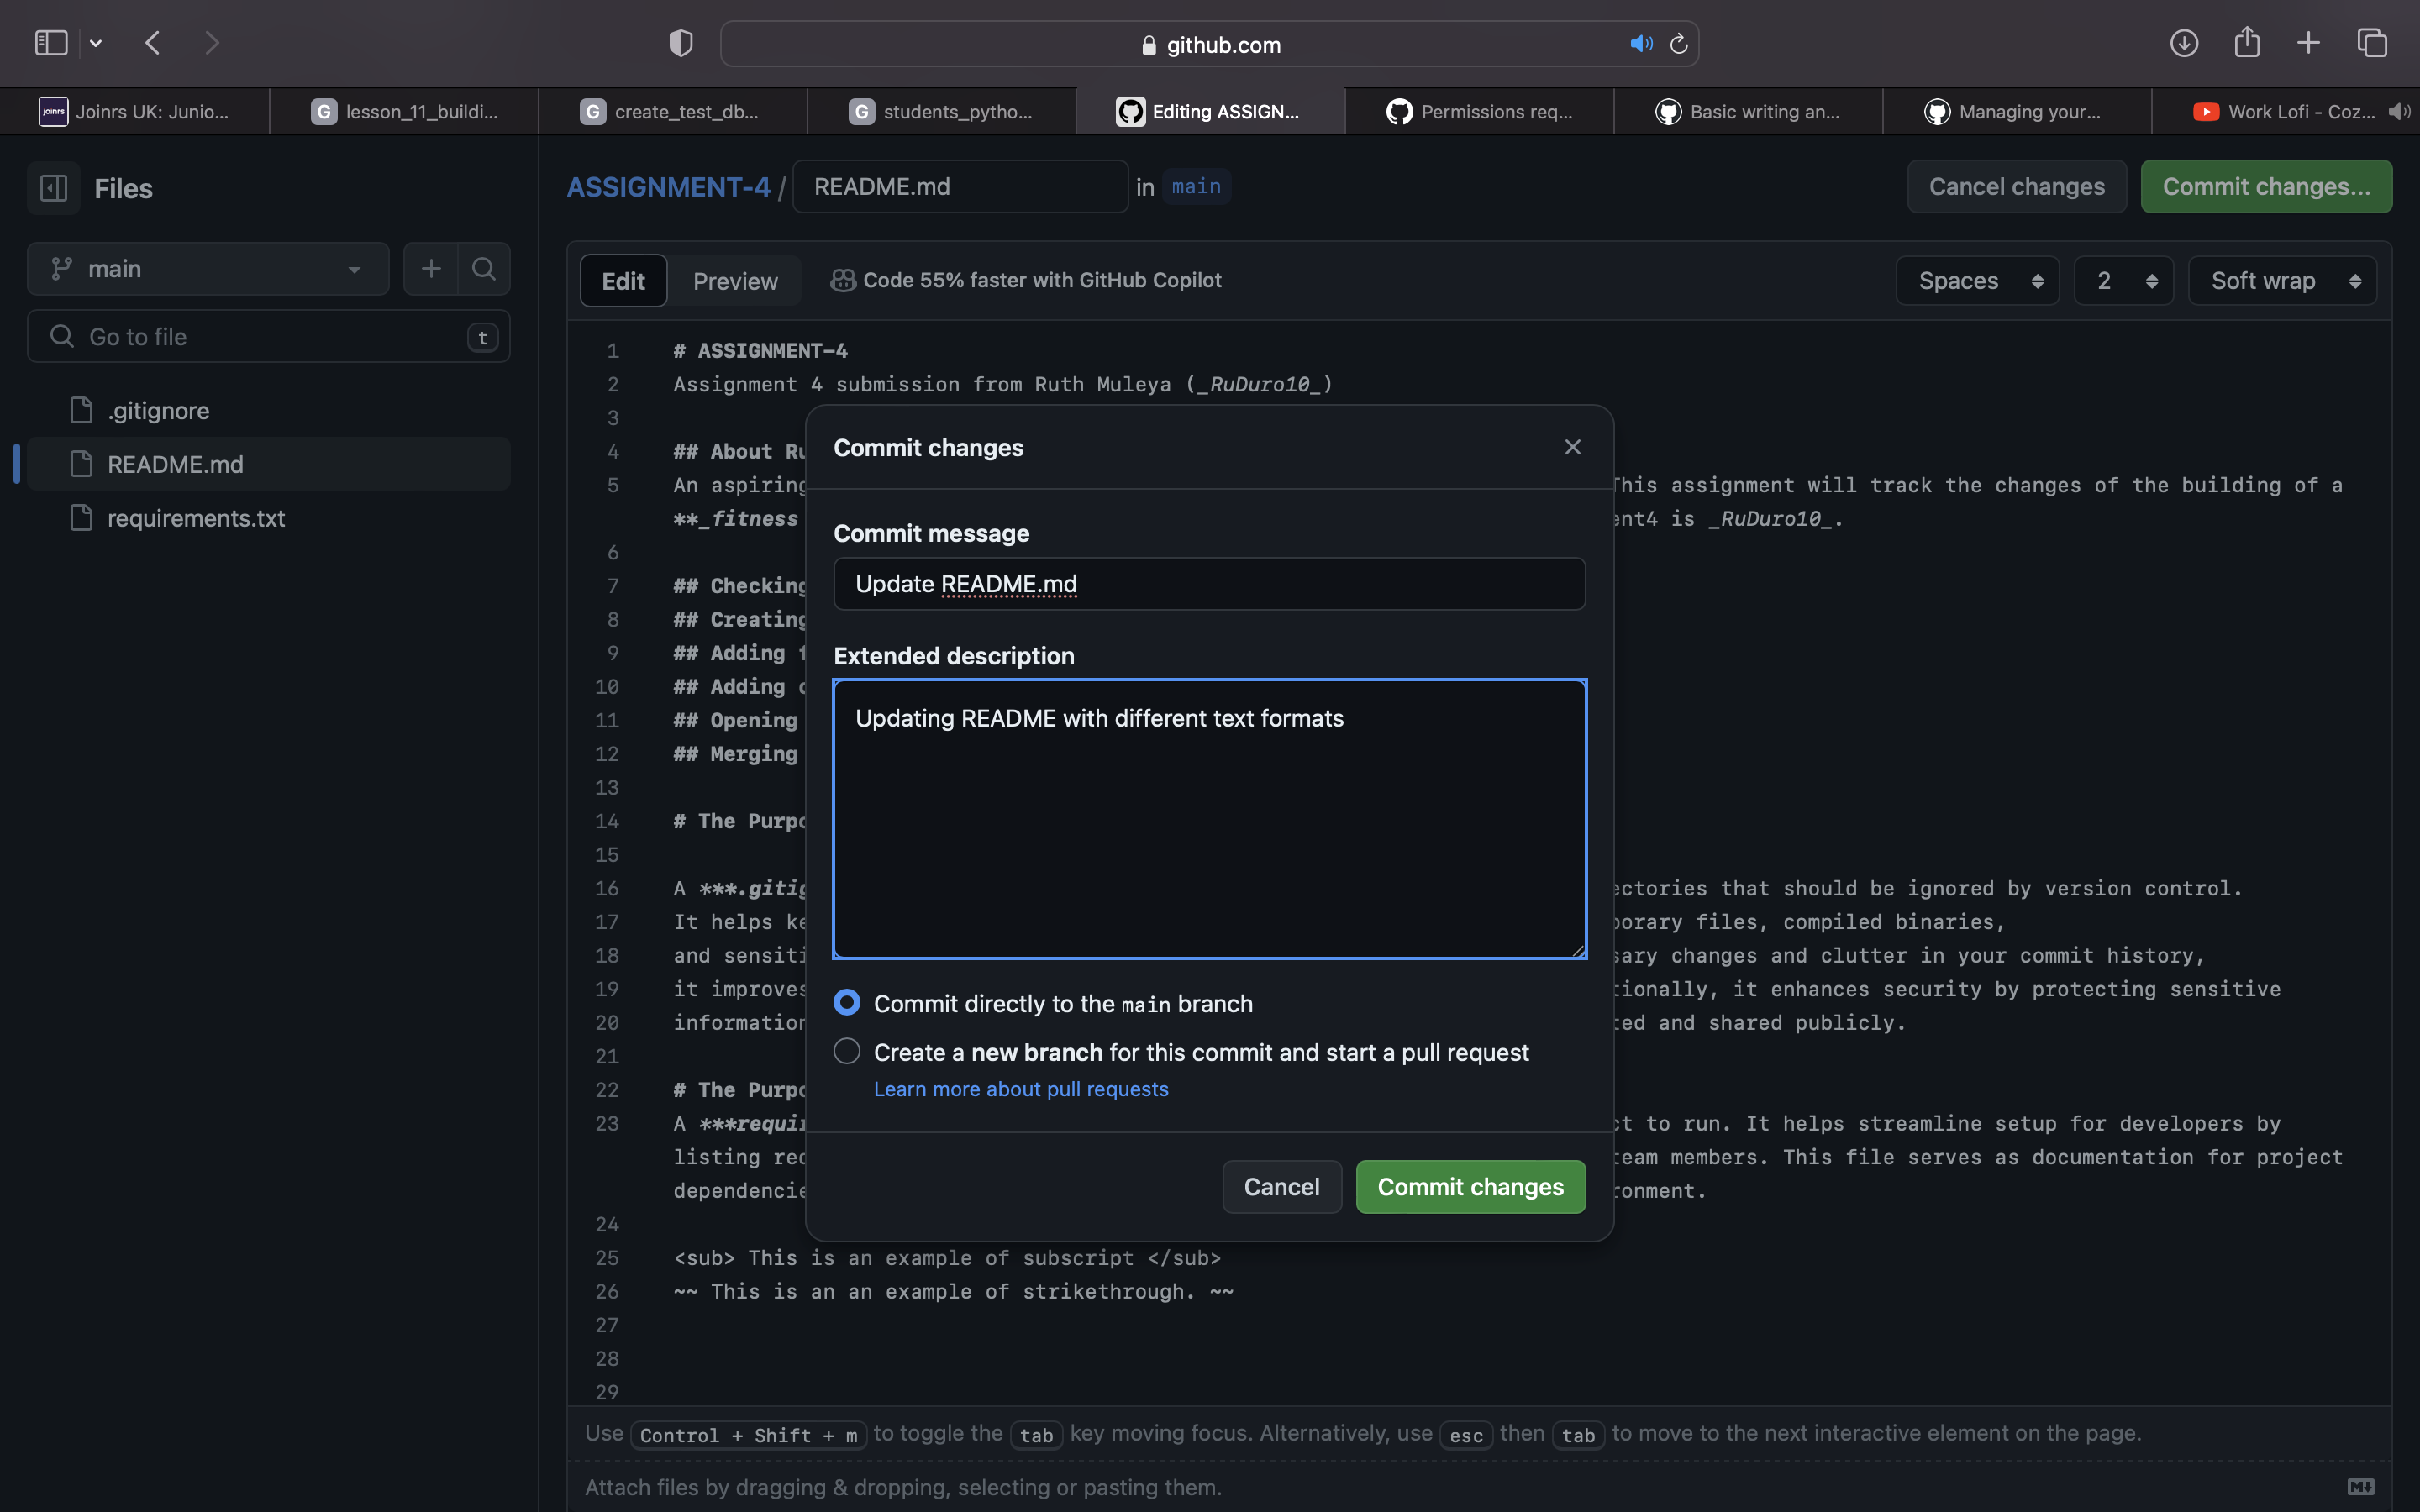 github.com
Joinrs UK: Junio...
lesson_11_buildi...
create_test_db...
students_pytho...
Editing ASSIGN...
Permissions req...
Basic writing an...
Managing your...
Work Lofi - Coz...
Files
ASSIGNMENT-4 / README.md in main
Cancel changes
Commit changes...
main
Go to file
t
.gitignore
README.md
requirements.txt
Edit
Preview
Code 55% faster with GitHub Copilot
Spaces
2
Soft wrap
1 # ASSIGNMENT-4
2 Assignment 4 submission from Ruth Muleya (_RuDuro10_)
3
4 ## About Ru
5 An aspiring This assignment will track the changes of the building of a
**_fitness ent4 is _RuDuro10_.
6
7 ## Checking
8 ## Creating
9 ## Adding f
10 ## Adding c
11 ## Opening
12 ## Merging
13
14 # The Purpo
15
16 A ***.gitig ectories that should be ignored by version control.
17 It helps ke porary files, compiled binaries,
18 and sensiti sary changes and clutter in your commit history,
19 it improves tionally, it enhances security by protecting sensitive
20 information ted and shared publicly.
21
22 # The Purpo
23 A ***requir ct to run. It helps streamline setup for developers by
listing rec team members. This file serves as documentation for project
dependencie ronment.
24
25 <sub> This is an example of subscript </sub>
26 ~~ This is an an example of strikethrough. ~~
27
28
29
Commit changes
Commit message
Update README.md
Extended description
Updating README with different text formats
Commit directly to the main branch
Create a new branch for this commit and start a pull request
Learn more about pull requests
Cancel
Commit changes
Use Control + Shift + m to toggle the tab key moving focus. Alternatively, use esc then tab to move to the next interactive element on the page.
Attach files by dragging & dropping, selecting or pasting them.